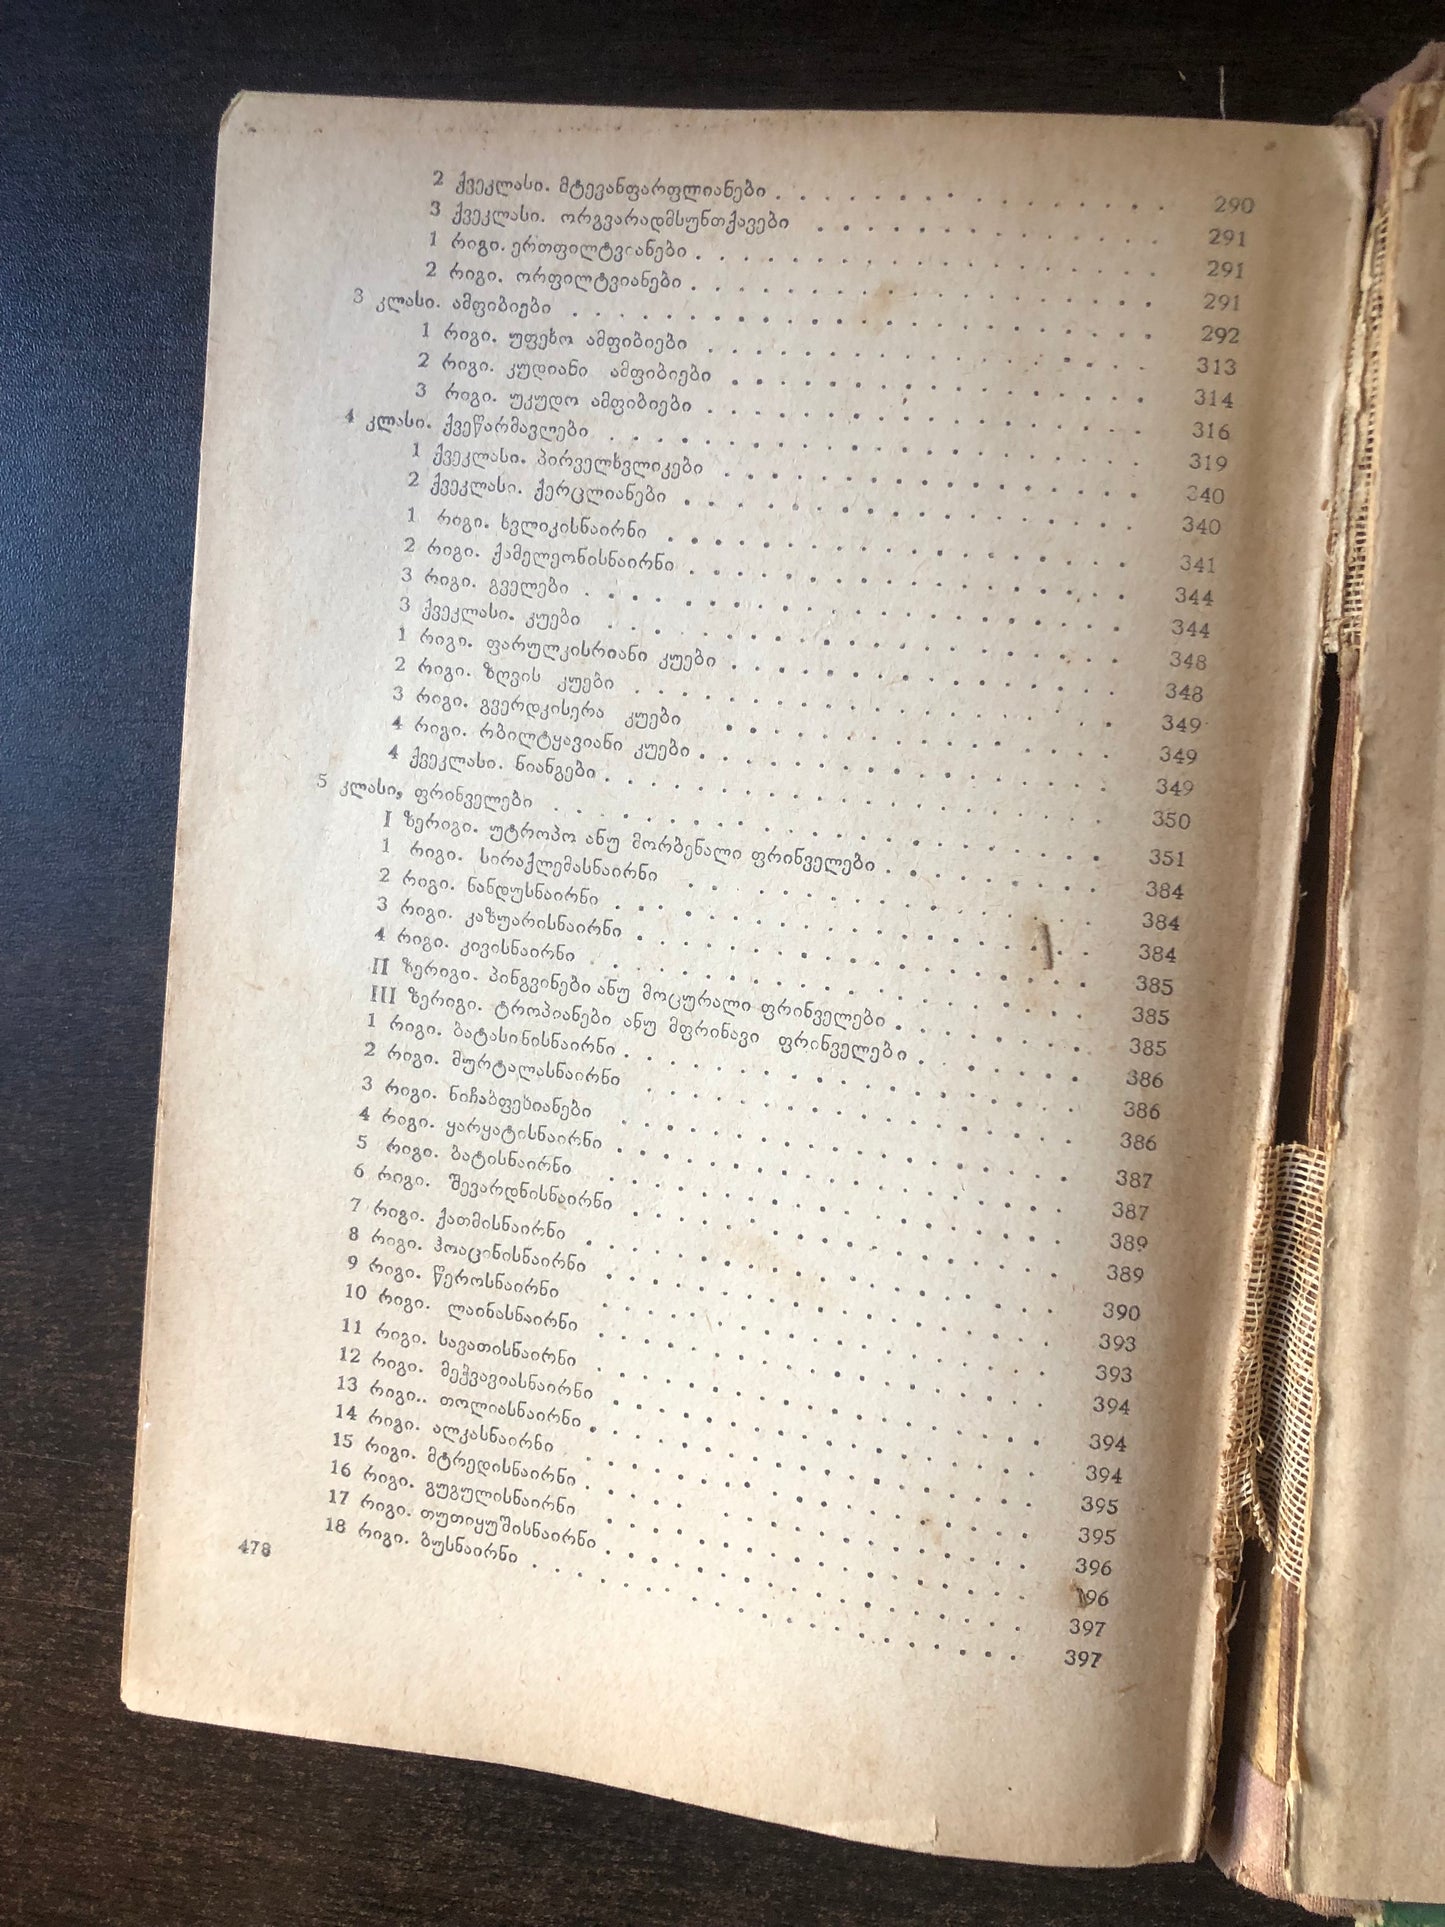 2 ქვეკლასი. მტევანფარფლიანები . . . . . . . . . . . . . . . . . 290
3 ქვეკლასი. ორგვარადმსუნთქავები . . . . . . . . . . . . . . . 291
1 რიგი. ერთფილტვიანები . . . . . . . . . . . . . . . . . . . . 291
2 რიგი. ორფილტვიანები . . . . . . . . . . . . . . . . . . . . 291
3 კლასი. ამფიბიები . . . . . . . . . . . . . . . . . . . . . . . . 292
1 რიგი. უფეხო ამფიბიები . . . . . . . . . . . . . . . . . . . 313
2 რიგი. კუდიანი ამფიბიები . . . . . . . . . . . . . . . . . . 314
3 რიგი. უკუდო ამფიბიები . . . . . . . . . . . . . . . . . . . 316
4 კლასი. ქვეწარმავლები . . . . . . . . . . . . . . . . . . . . . . 319
1 ქვეკლასი. პირველხვლიკები . . . . . . . . . . . . . . . . . . 340
2 ქვეკლასი. ქერცლიანები . . . . . . . . . . . . . . . . . . . 340
1 რიგი. ხვლიკისნაირნი . . . . . . . . . . . . . . . . . . . . 341
2 რიგი. ქამელეონისნაირნი . . . . . . . . . . . . . . . . . . . 344
3 რიგი. გველები . . . . . . . . . . . . . . . . . . . . . . . 344
3 ქვეკლასი. კუები . . . . . . . . . . . . . . . . . . . . . . 348
1 რიგი. ფარულკისრიანი კუები . . . . . . . . . . . . . . . . . 348
2 რიგი. ზღვის კუები . . . . . . . . . . . . . . . . . . . . . 349
3 რიგი. გვერდკისერა კუები . . . . . . . . . . . . . . . . . . 349
4 რიგი. რბილტყავიანი კუები . . . . . . . . . . . . . . . . . . 349
4 ქვეკლასი. ნიანგები . . . . . . . . . . . . . . . . . . . . . 350
5 კლასი, ფრინველები . . . . . . . . . . . . . . . . . . . . . . . 351
I ზერიგი. უტროპო ანუ მორბენალი ფრინველები . . . . . . . . . . 384
1 რიგი. სირაქლემასნაირნი . . . . . . . . . . . . . . . . . . 384
2 რიგი. ნანდუსნაირნი . . . . . . . . . . . . . . . . . . . . 384
3 რიგი. კაზუარისნაირნი . . . . . . . . . . . . . . . . . . . 385
4 რიგი. კივისნაირნი . . . . . . . . . . . . . . . . . . . . . 385
II ზერიგი. პინგვინები ანუ მოცურალი ფრინველები . . . . . . . . . 385
III ზერიგი. ტროპიანები ანუ მფრინავი ფრინველები . . . . . . . . 386
1 რიგი. ბატასინისნაირნი . . . . . . . . . . . . . . . . . . . 386
2 რიგი. მურტალასნაირნი . . . . . . . . . . . . . . . . . . . 386
3 რიგი. ნიჩაბფეხიანები . . . . . . . . . . . . . . . . . . . 387
4 რიგი. ყარყატისნაირნი . . . . . . . . . . . . . . . . . . . 387
5 რიგი. ბატისნაირნი . . . . . . . . . . . . . . . . . . . . . 389
6 რიგი. შევარდნისნაირნი . . . . . . . . . . . . . . . . . . . 389
7 რიგი. ქათმისნაირნი . . . . . . . . . . . . . . . . . . . . 390
8 რიგი. ჰოაცინისნაირნი . . . . . . . . . . . . . . . . . . . 393
9 რიგი. წეროსნაირნი . . . . . . . . . . . . . . . . . . . . . 393
10 რიგი. ლაინასნაირნი . . . . . . . . . . . . . . . . . . . . 394
11 რიგი. სავათისნაირნი . . . . . . . . . . . . . . . . . . . 394
12 რიგი. მეჭვავიასნაირნი . . . . . . . . . . . . . . . . . . . 394
13 რიგი.. თოლიასნაირნი . . . . . . . . . . . . . . . . . . . 395
14 რიგი. ალკასნაირნი . . . . . . . . . . . . . . . . . . . . 395
15 რიგი. მტრედისნაირნი . . . . . . . . . . . . . . . . . . . 396
16 რიგი. გუგულისნაირნი . . . . . . . . . . . . . . . . . . . 396
17 რიგი. თუთიყუშისნაირნი . . . . . . . . . . . . . . . . . . 397
18 რიგი. ბუსნაირნი . . . . . . . . . . . . . . . . . . . . . 397
478